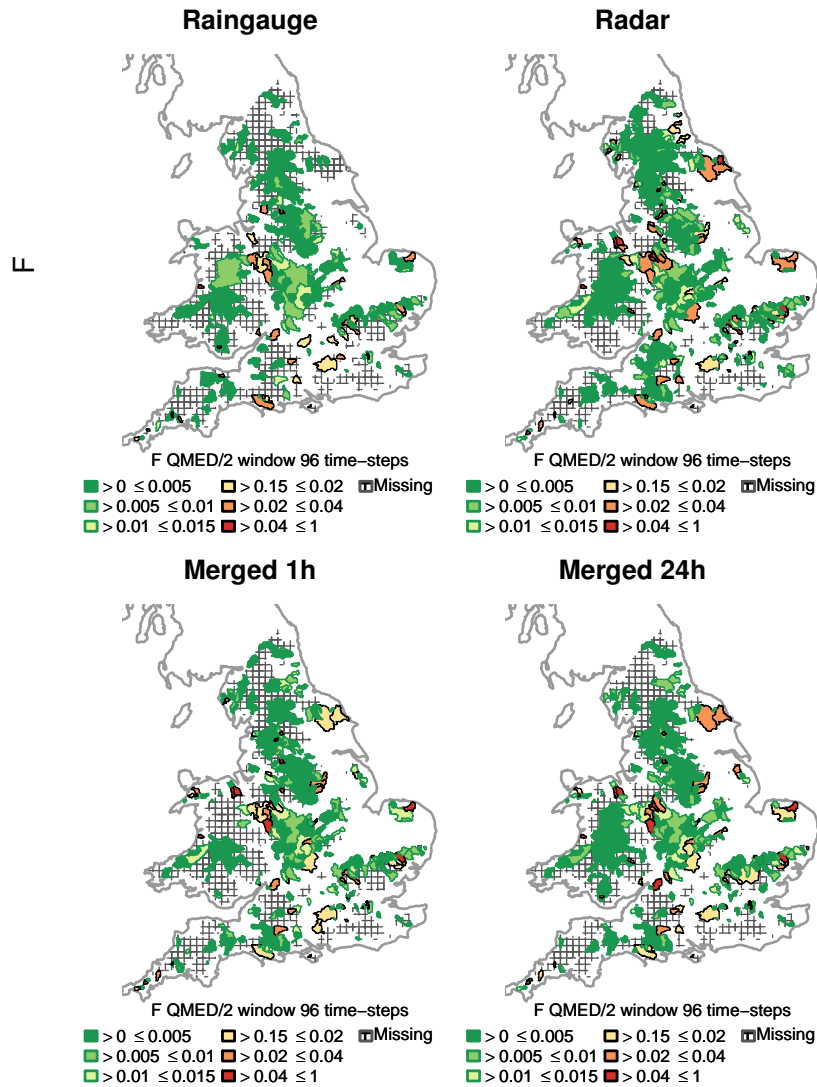 Raingauge
Radar
F
F QMED/2 window 96 time−steps
> 0 ≤ 0.005 > 0.15 ≤ 0.02 Missing
> 0.005 ≤ 0.01 > 0.02 ≤ 0.04
> 0.01 ≤ 0.015 > 0.04 ≤ 1
F QMED/2 window 96 time−steps
> 0 ≤ 0.005 > 0.15 ≤ 0.02 Missing
> 0.005 ≤ 0.01 > 0.02 ≤ 0.04
> 0.01 ≤ 0.015 > 0.04 ≤ 1
Merged 1h
Merged 24h
F QMED/2 window 96 time−steps
> 0 ≤ 0.005 > 0.15 ≤ 0.02 Missing
> 0.005 ≤ 0.01 > 0.02 ≤ 0.04
> 0.01 ≤ 0.015 > 0.04 ≤ 1
F QMED/2 window 96 time−steps
> 0 ≤ 0.005 > 0.15 ≤ 0.02 Missing
> 0.005 ≤ 0.01 > 0.02 ≤ 0.04
> 0.01 ≤ 0.015 > 0.04 ≤ 1